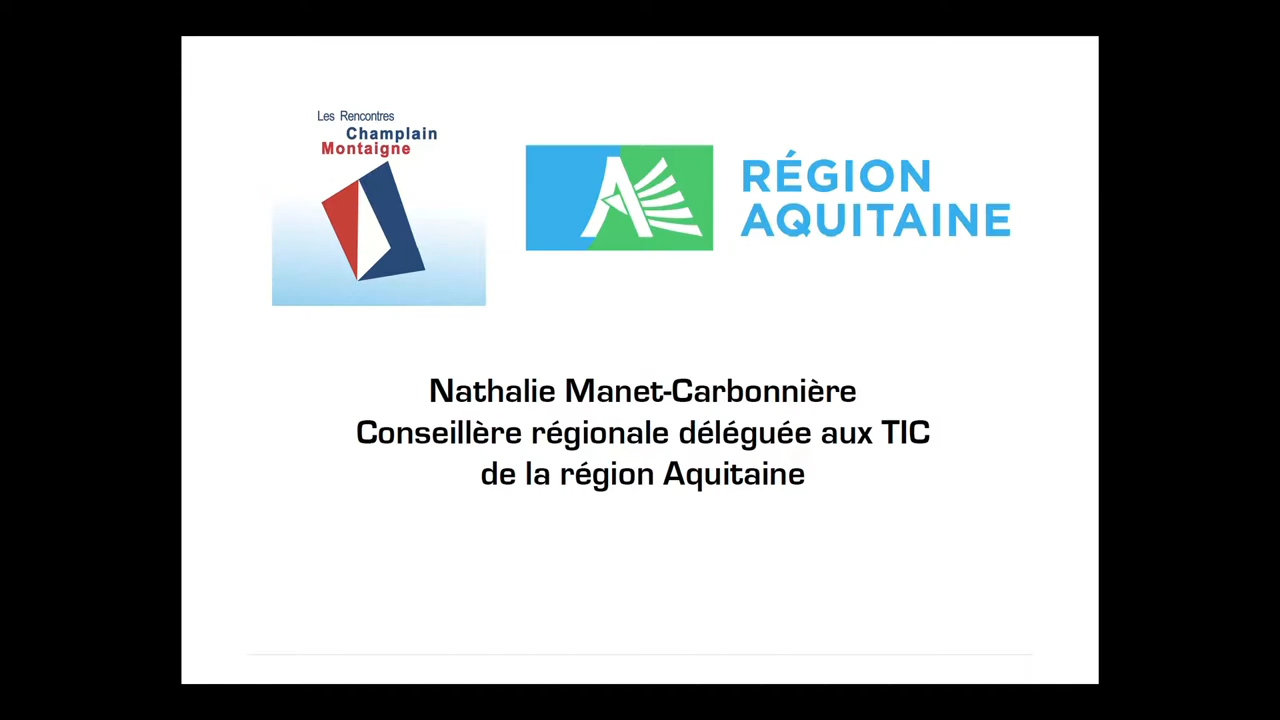 Les Rencontres
Champlain
Montaigne
RÉGION
AQUITAINE
Nathalie Manet-Carbonnière
Conseillère régionale déléguée aux TIC
de la région Aquitaine